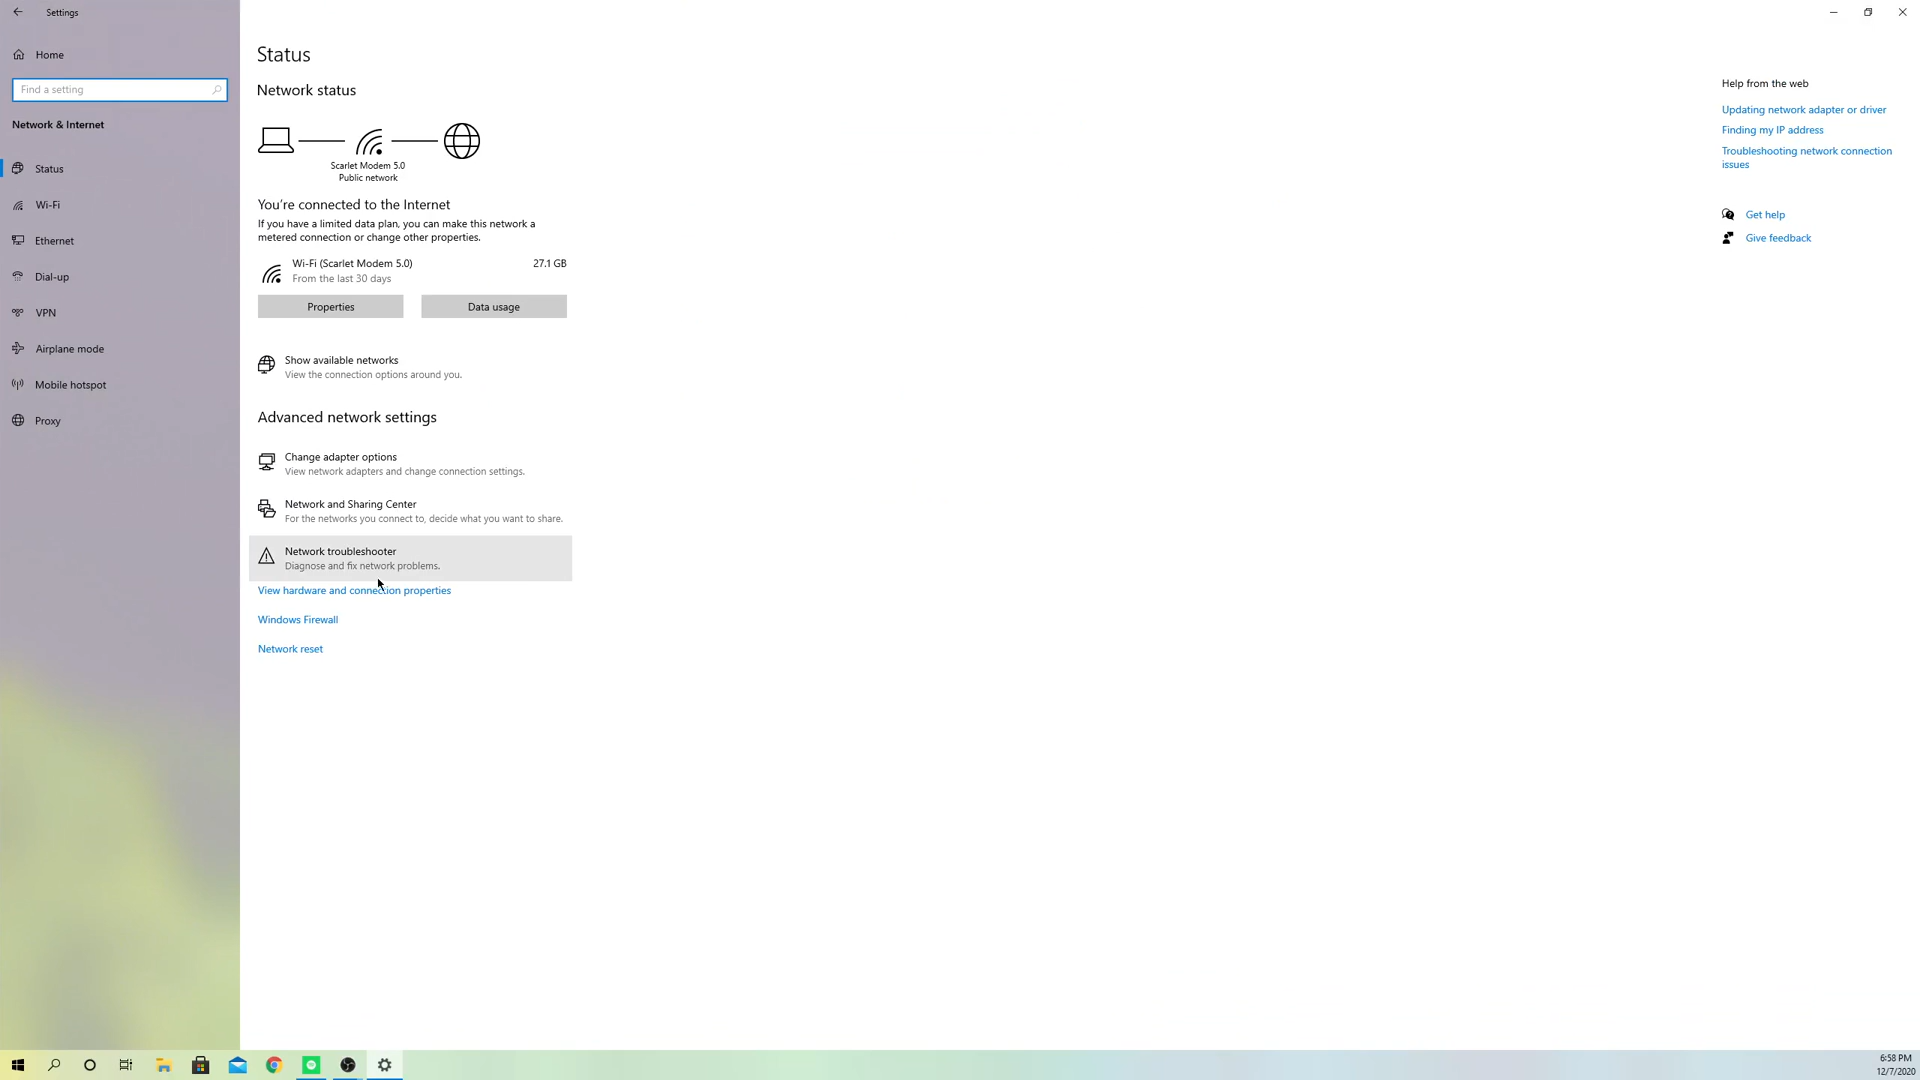 Settings
Home
Find a setting
Network & Internet
Status
Wi-Fi
Ethernet
Dial-up
VPN
Airplane mode
Mobile hotspot
Proxy
Status
Network status
Scarlet Modem 5.0
Public network
You're connected to the Internet
If you have a limited data plan, you can make this network a
metered connection or change other properties.
Wi-Fi (Scarlet Modem 5.0) 27.1 GB
From the last 30 days
Properties Data usage
Show available networks
View the connection options around you.
Advanced network settings
Change adapter options
View network adapters and change connection settings.
Network and Sharing Center
For the networks you connect to, decide what you want to share.
Network troubleshooter
Diagnose and fix network problems.
View hardware and connection properties
Windows Firewall
Network reset
Help from the web
Updating network adapter or driver
Finding my IP address
Troubleshooting network connection
issues
Get help
Give feedback
6:58 PM
12/7/2020